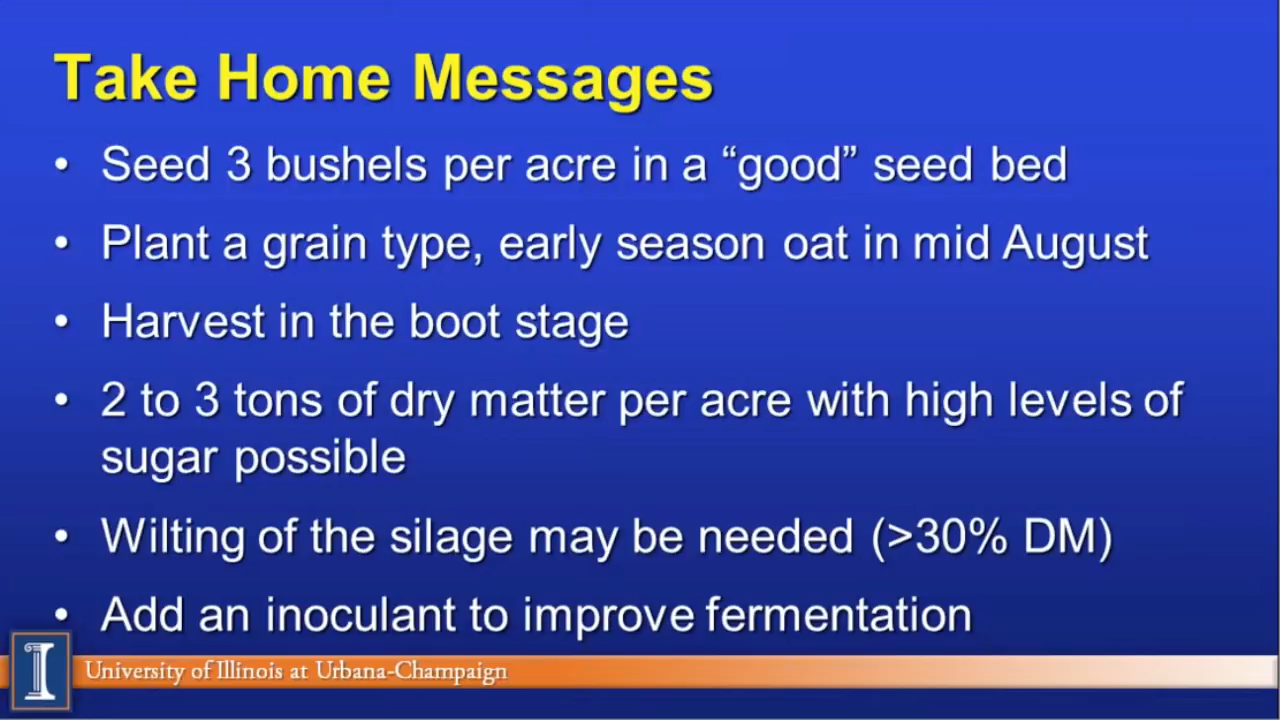 Take Home Messages
• Seed 3 bushels per acre in a “good” seed bed
• Plant a grain type, early season oat in mid August
• Harvest in the boot stage
• 2 to 3 tons of dry matter per acre with high levels of
sugar possible
• Wilting of the silage may be needed (>30% DM)
• Add an inoculant to improve fermentation
I
University of Illinois at Urbana-Champaign